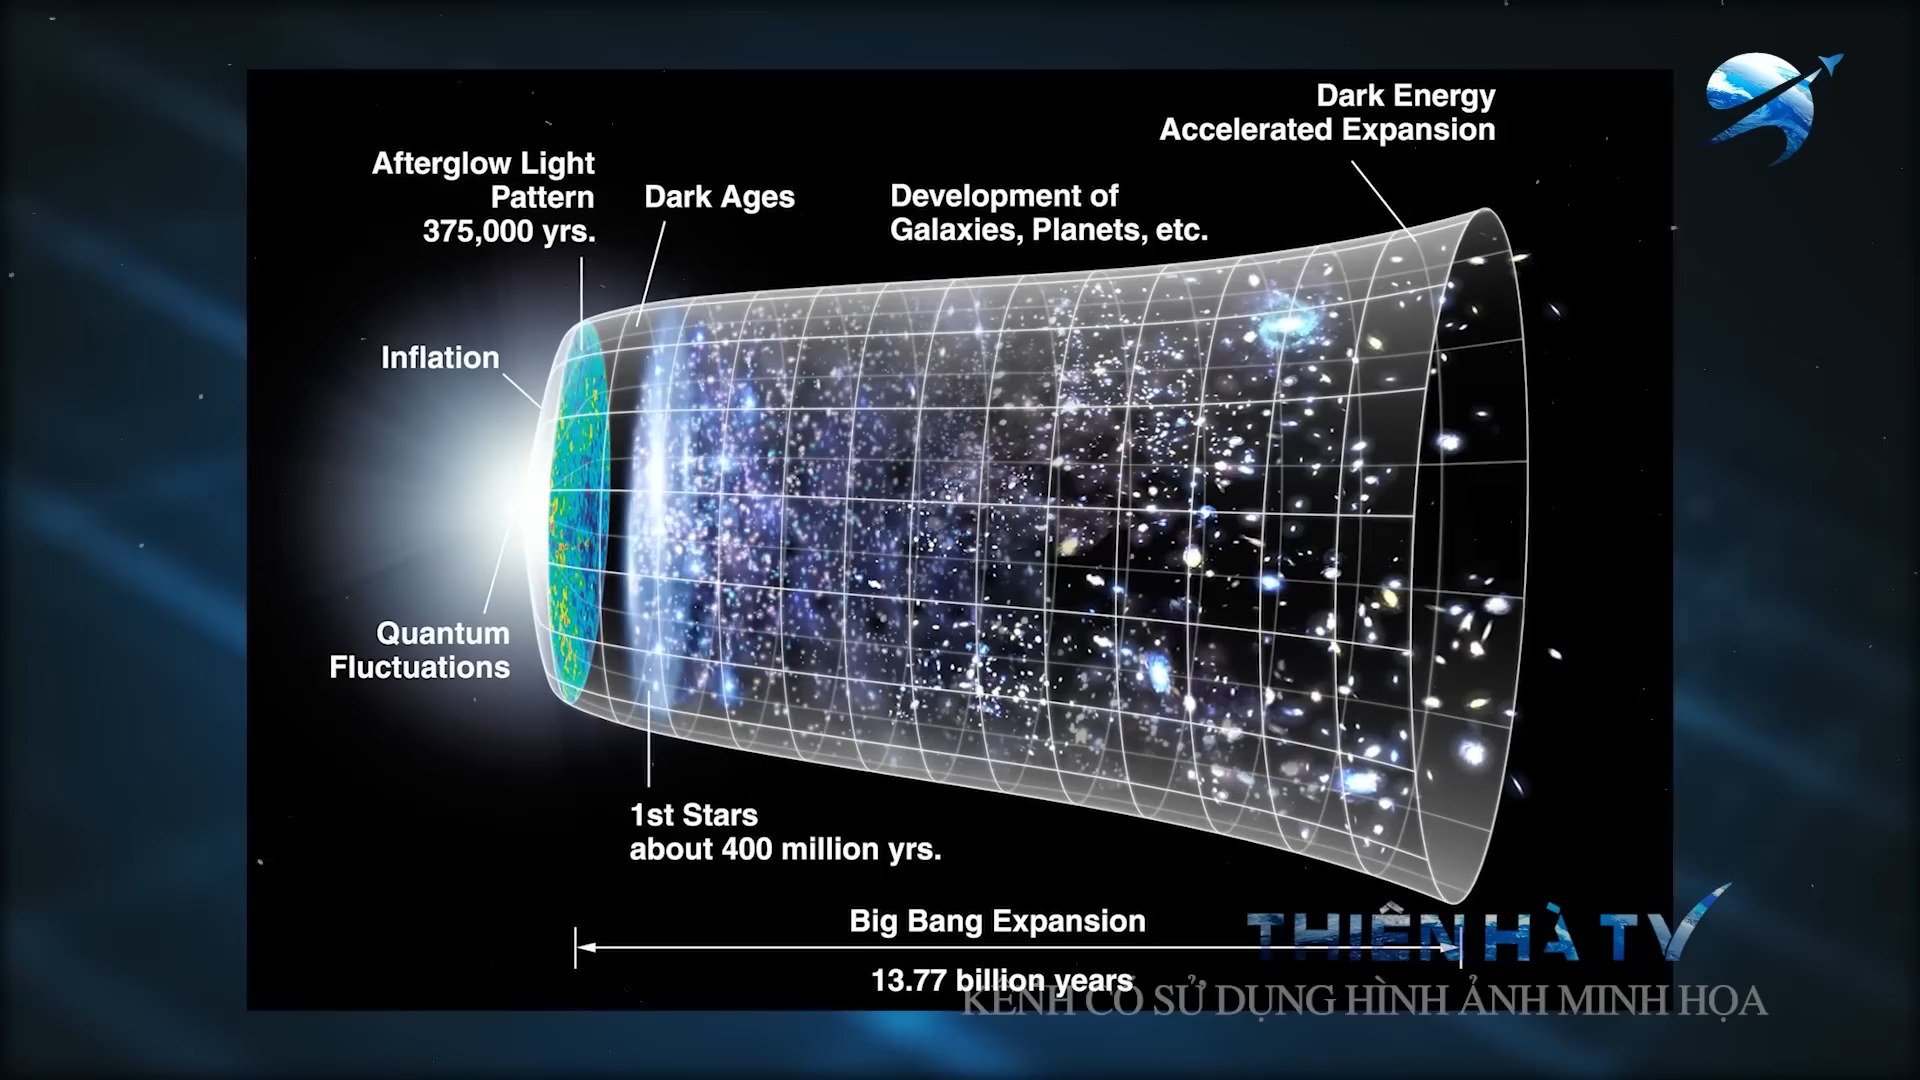 Dark Energy
Accelerated Expansion
Afterglow Light
Pattern
375,000 yrs.
Dark Ages
Development of
Galaxies, Planets, etc.
Inflation
Quantum
Fluctuations
1st Stars
about 400 million yrs.
Big Bang Expansion
13.77 billion years
THIÊN HÀ TV
KÊNH CÓ SỬ DỤNG HÌNH ẢNH MINH HỌA